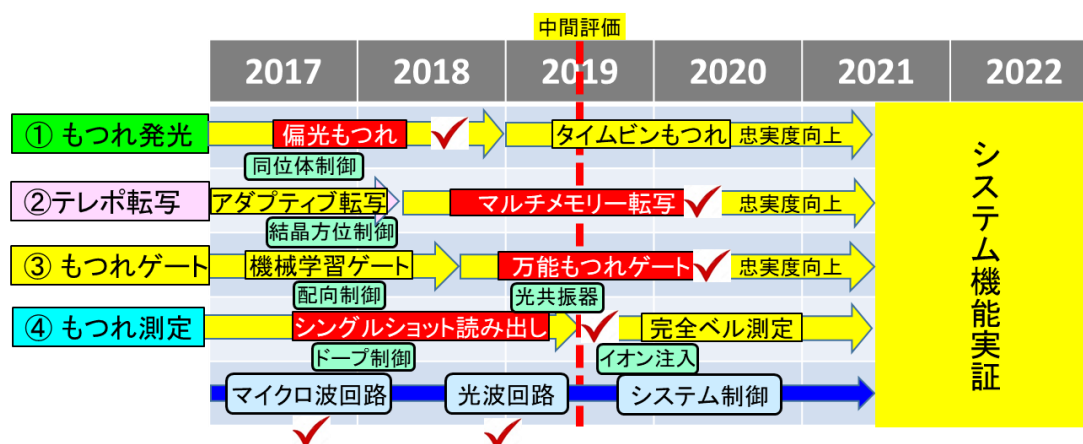 中間評価
2017 2018 2019 2020 2021 2022
① もつれ発光 偏光もつれ タイムビンもつれ 忠実度向上
同位体制御
②テレポ転写 アダプティブ転写 マルチメモリー転写 忠実度向上
結晶方位制御
③ もつれゲート 機械学習ゲート 万能もつれゲート 忠実度向上
配向制御 光共振器
④ もつれ測定 シングルショット読み出し 完全ベル測定
ドープ制御 イオン注入
マイクロ波回路 光波回路 システム制御
システム機能実証